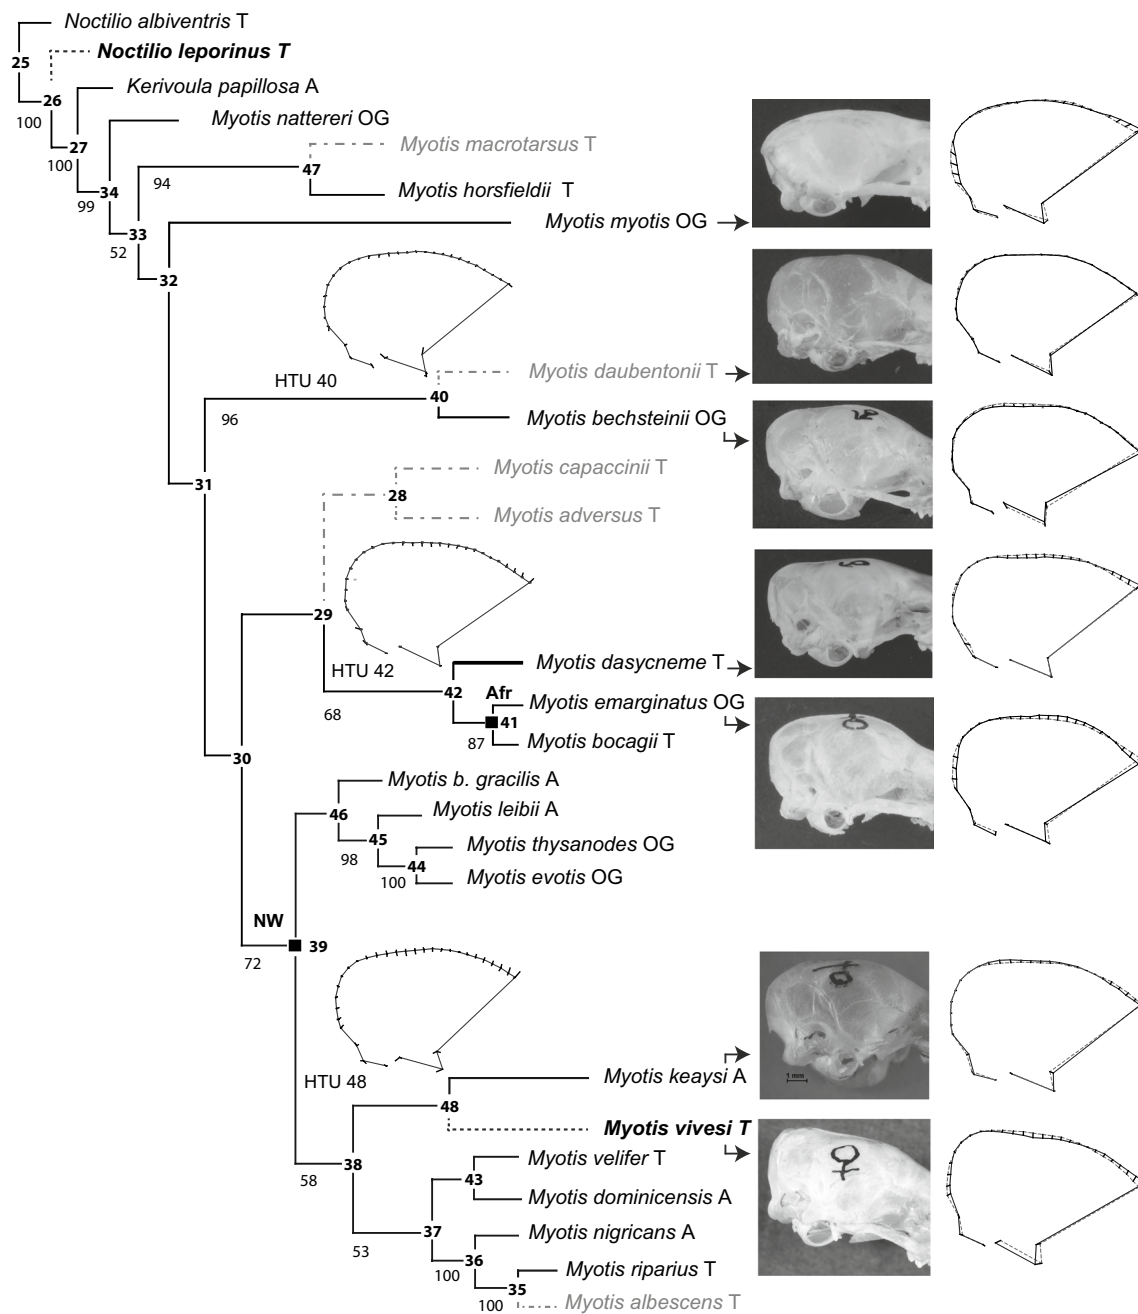 Noctilio albiventris T
Noctilio leporinus T
25
26
Kerivoula papillosa A
100
Myotis nattereri OG
27
100
Myotis macrotarsus T
47
34
94
Myotis horsfieldii T
99
Myotis myotis OG
33
52
32
Myotis daubentonii T
HTU 40
40
96
Myotis bechsteinii OG
Myotis capaccinii T
31
28
Myotis adversus T
29
Myotis dasycneme T
HTU 42
42
Afr
Myotis emarginatus OG
68
41
87
Myotis bocagii T
30
Myotis b. gracilis A
46
Myotis leibii A
45
Myotis thysanodes OG
98
44
100
Myotis evotis OG
NW
39
72
HTU 48
Myotis keaysi A
1 mm
48
Myotis vivesi T
Myotis velifer T
38
58
43
Myotis dominicensis A
37
Myotis nigricans A
53
36
100
Myotis riparius T
35
100
Myotis albescens T
♀